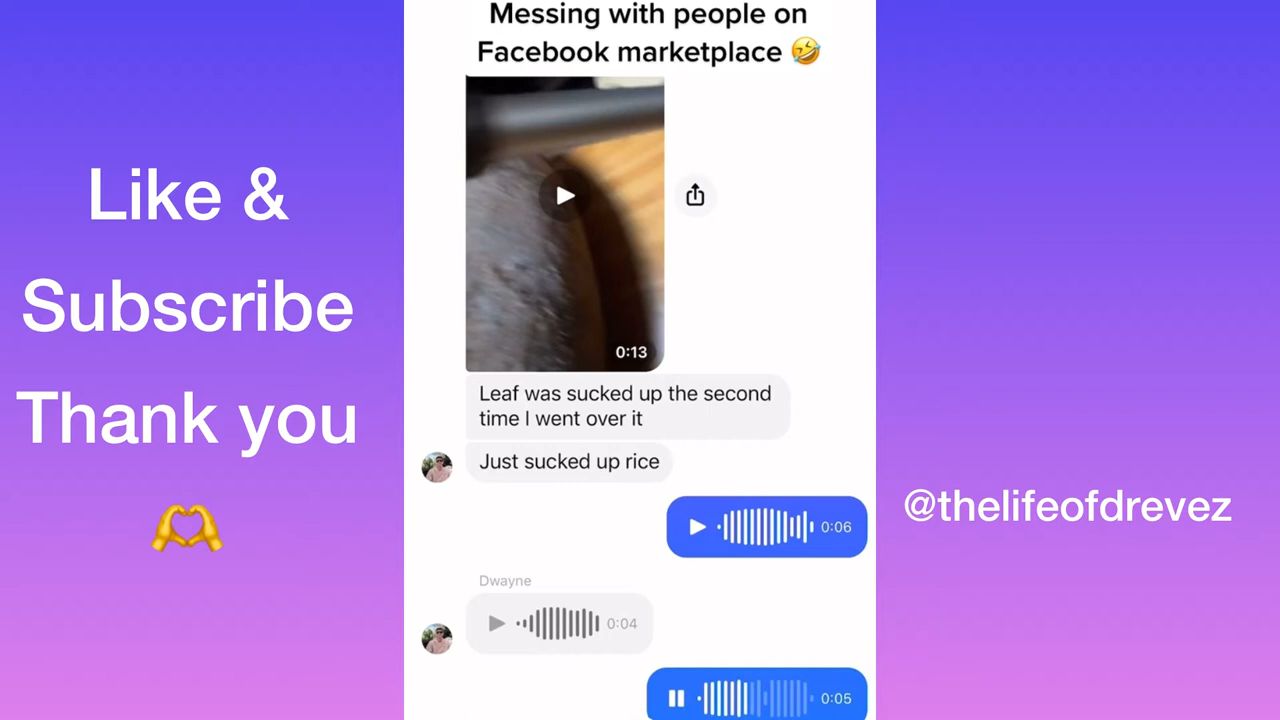 Like &
Subscribe
Thank you
🫶
Messing with people on
Facebook marketplace 🤣
0:13
Leaf was sucked up the second
time I went over it
Just sucked up rice
0:06
Dwayne
0:04
0:05
@thelifeofdrevez